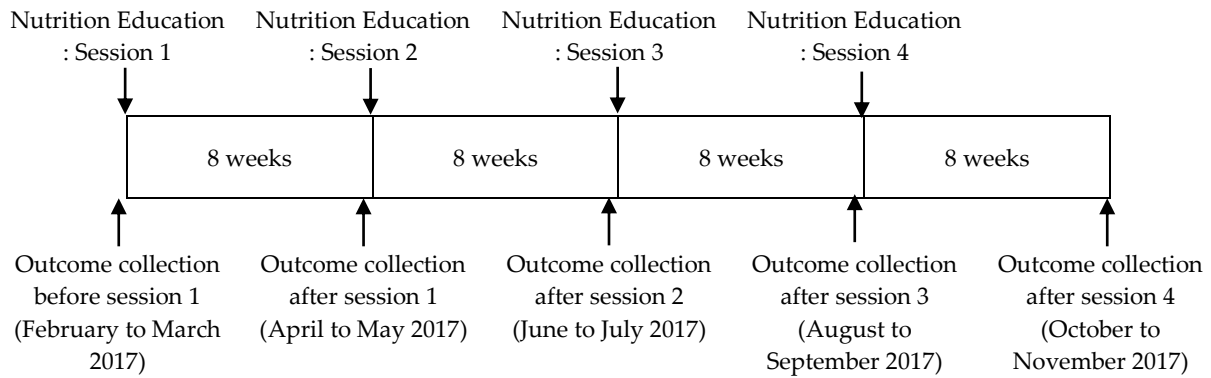 Nutrition Education
: Session 1
Nutrition Education
: Session 2
Nutrition Education
: Session 3
Nutrition Education
: Session 4
8 weeks
8 weeks
8 weeks
8 weeks
Outcome collection
before session 1
(February to March
2017)
Outcome collection
after session 1
(April to May 2017)
Outcome collection
after session 2
(June to July 2017)
Outcome collection
after session 3
(August to
September 2017)
Outcome collection
after session 4
(October to
November 2017)